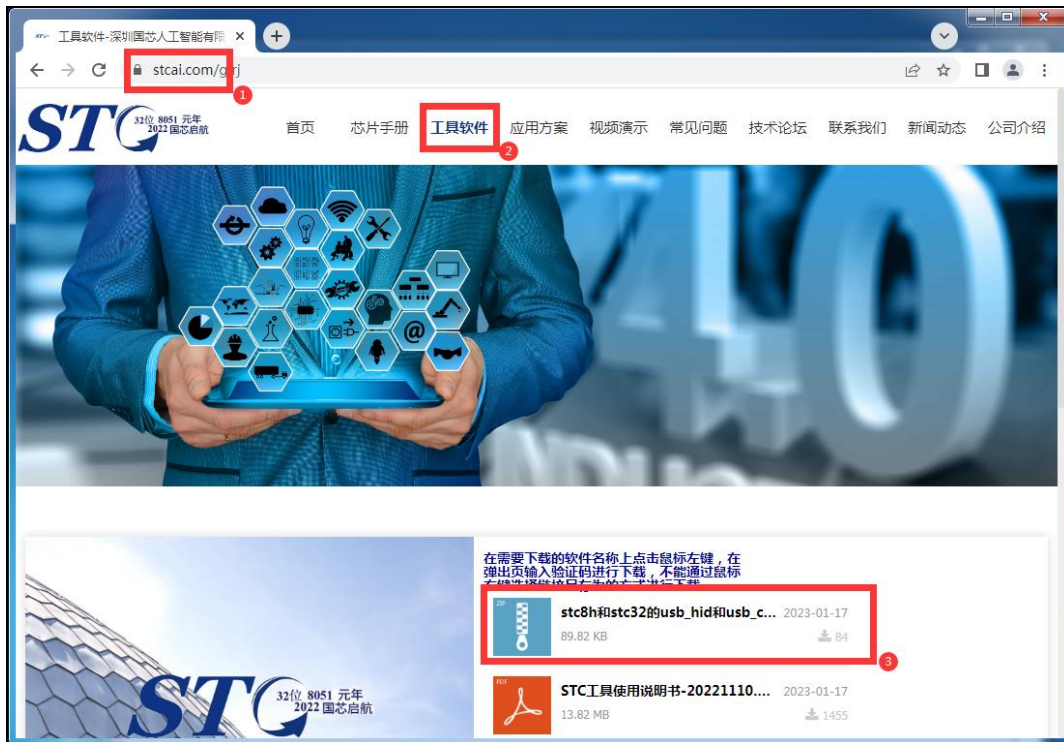 工具软件-深圳国芯人工智能有限
stcai.com/gjrj
1
STC
32位 8051 元年
2022 国芯启航
首页 芯片手册 工具软件 应用方案 视频演示 常见问题 技术论坛 联系我们 新闻动态 公司介绍
2
@
4.0
在需要下载的软件名称上点击鼠标左键，在
弹出页输入验证码进行下载，不能通过鼠标
ZIP
stc8h和stc32的usb_hid和usb_c... 2023-01-17
89.82 KB 84
3
PDF
STC工具使用说明书-20221110.... 2023-01-17
13.82 MB 1455
STC
32位 8051 元年
2022 国芯启航